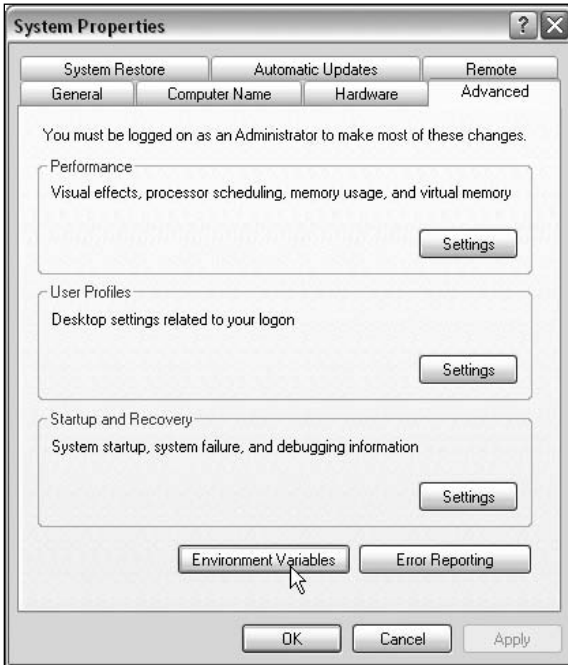 System Properties
System Restore
Automatic Updates
Remote
General
Computer Name
Hardware
Advanced
You must be logged on as an Administrator to make most of these changes.
Performance
Visual effects, processor scheduling, memory usage, and virtual memory
Settings
User Profiles
Desktop settings related to your logon
Settings
Startup and Recovery
System startup, system failure, and debugging information
Settings
Environment Variables
Error Reporting
OK
Cancel
Apply